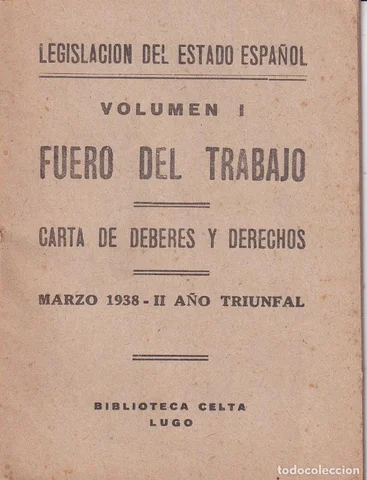 LEGISLACION DEL ESTADO ESPAÑOL
VOLUMEN I
FUERO DEL TRABAJO
CARTA DE DEBERES Y DERECHOS
MARZO 1938 - II AÑO TRIUNFAL
BIBLIOTECA CELTA
LUGO
todocoleccion